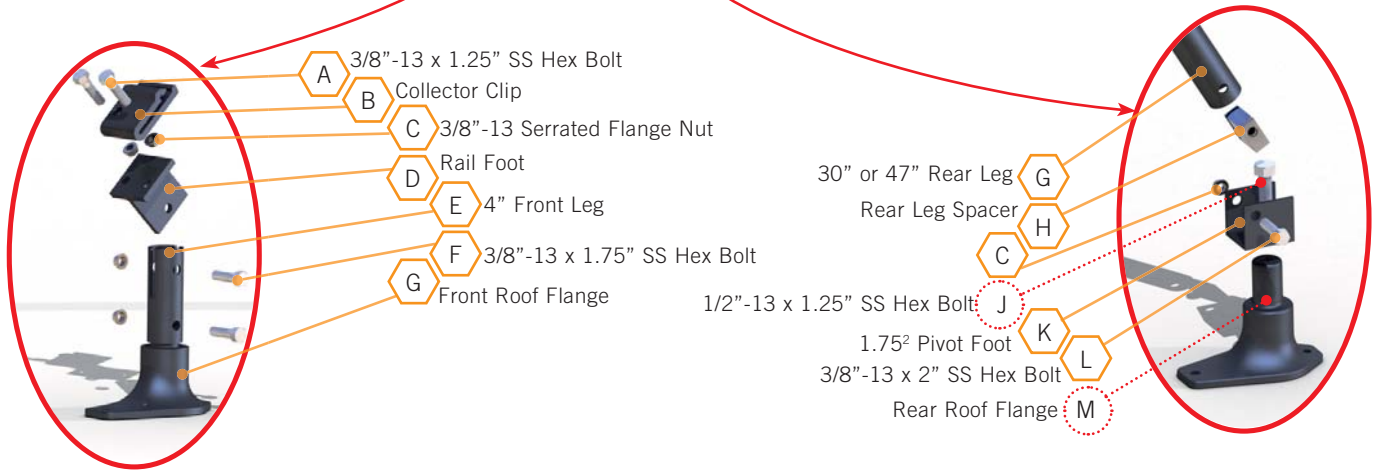 A 3/8”-13 x 1.25” SS Hex Bolt
B Collector Clip
C 3/8”-13 Serrated Flange Nut
D Rail Foot
E 4” Front Leg
F 3/8”-13 x 1.75” SS Hex Bolt
G Front Roof Flange
30” or 47” Rear Leg G
Rear Leg Spacer H
C
1/2”-13 x 1.25” SS Hex Bolt J
1.75² Pivot Foot K
3/8”-13 x 2” SS Hex Bolt L
Rear Roof Flange M